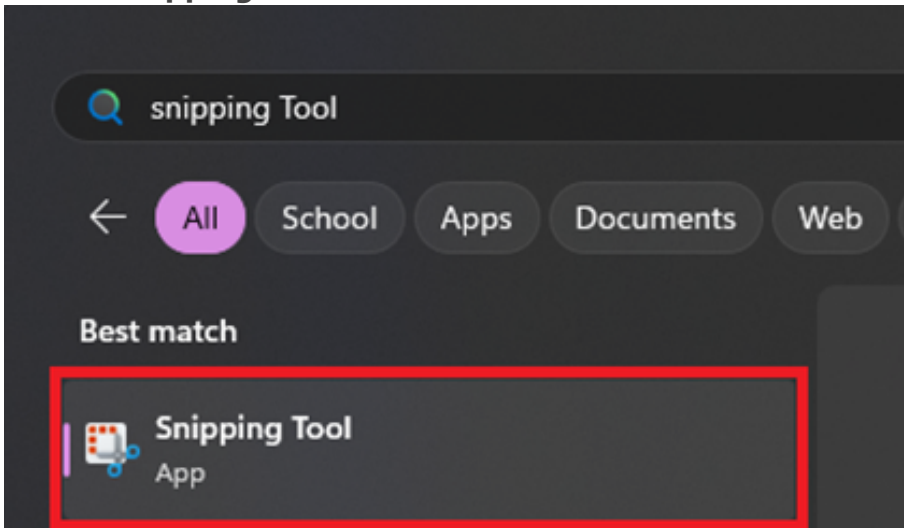 snipping Tool
All School Apps Documents Web
Best match
Snipping Tool
App